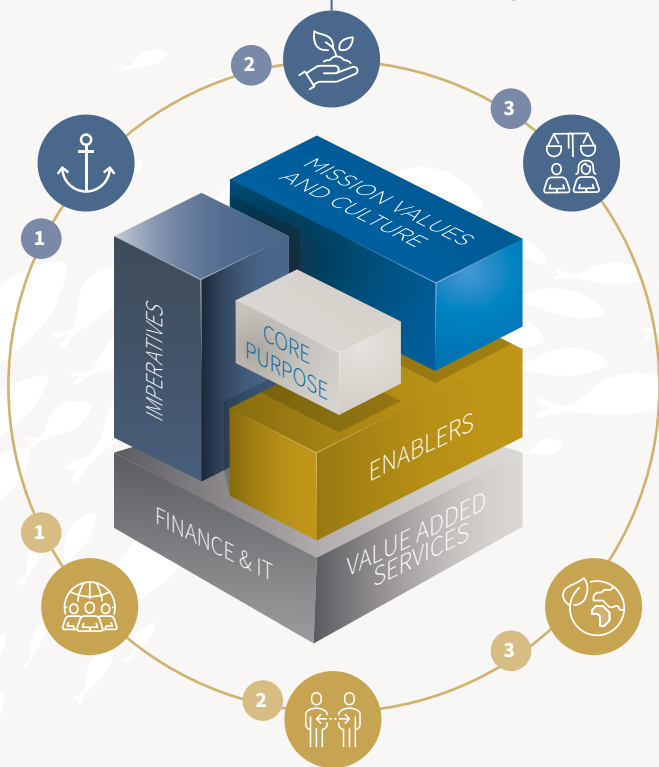 2
3
1
MISSION VALUES
AND CULTURE
IMPERATIVES
CORE
PURPOSE
ENABLERS
FINANCE & IT
VALUE ADDED
SERVICES
1
3
2